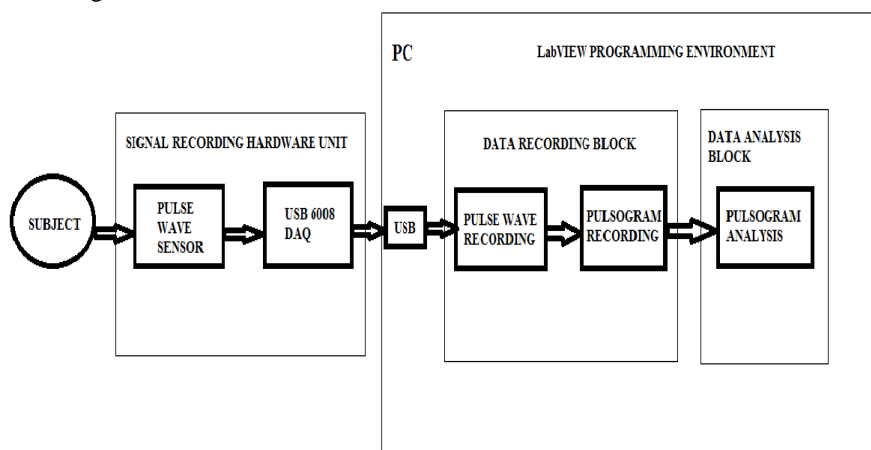 PC
LabVIEW PROGRAMMING ENVIRONMENT
SIGNAL RECORDING HARDWARE UNIT
DATA RECORDING BLOCK
DATA ANALYSIS
BLOCK
SUBJECT
PULSE
WAVE
SENSOR
USB 6008
DAQ
USB
PULSE WAVE
RECORDING
PULSOGRAM
RECORDING
PULSOGRAM
ANALYSIS